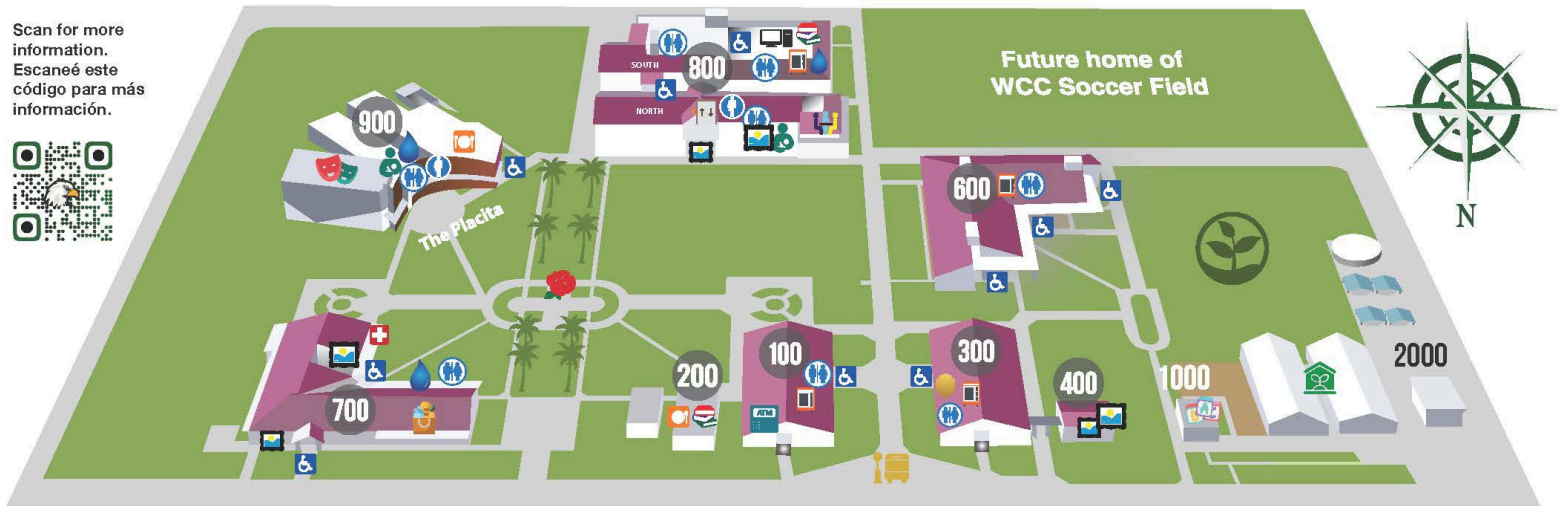 Scan for more
information.
Escaneé este
código para más
información.
SOUTH
800
NORTH
Future home of
WCC Soccer Field
N
900
The Placita
600
700
200
100
ATM
300
400
1000
A
2000